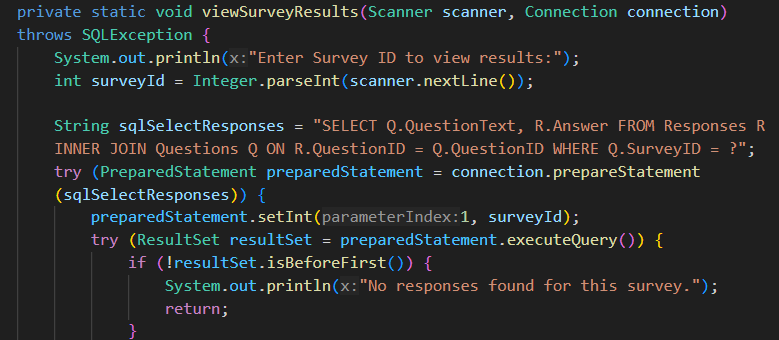 private static void viewSurveyResults(Scanner scanner, Connection connection)
throws SQLException {
System.out.println(x:"Enter Survey ID to view results:");
int surveyId = Integer.parseInt(scanner.nextLine());
String sqlSelectResponses = "SELECT Q.QuestionText, R.Answer FROM Responses R
INNER JOIN Questions Q ON R.QuestionID = Q.QuestionID WHERE Q.SurveyID = ?";
try (PreparedStatement preparedStatement = connection.prepareStatement
(sqlSelectResponses)) {
preparedStatement.setInt(parameterIndex:1, surveyId);
try (ResultSet resultSet = preparedStatement.executeQuery()) {
if (!resultSet.isBeforeFirst()) {
System.out.println(x:"No responses found for this survey.");
return;
}